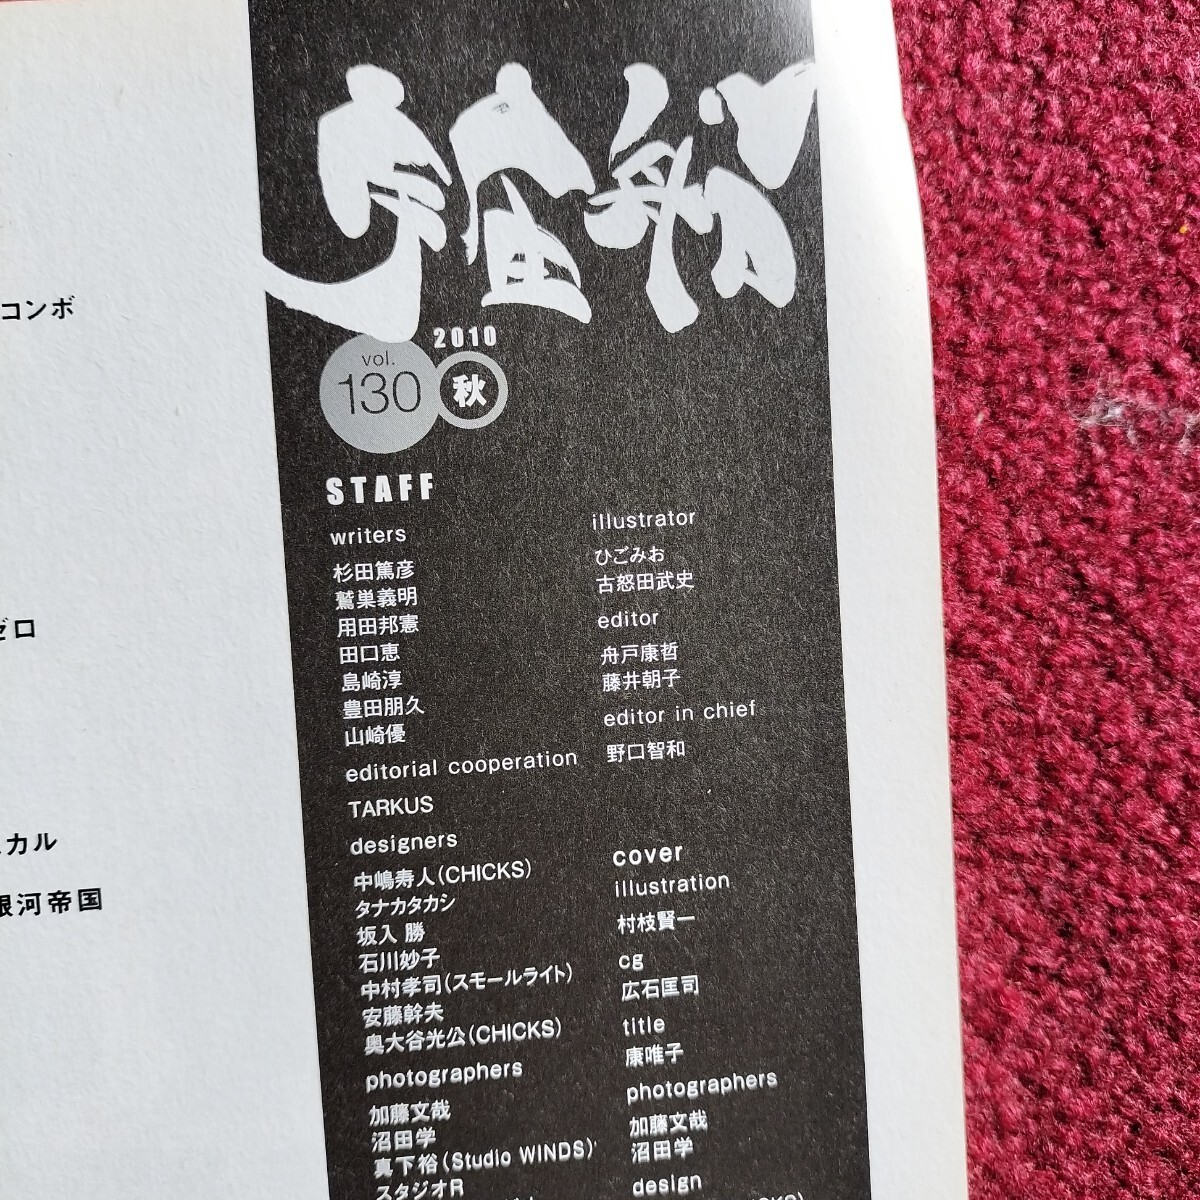 コンボ
ゼロ
カル
銀河帝国
宇宙船
2010
vol.
130
秋
STAFF
writers
杉田篤彦
鷲巣義明
用田邦憲
田口恵
島崎淳
豊田朋久
山崎優
editorial cooperation
TARKUS
designers
中嶋寿人(CHICKS)
タナカタカシ
坂入 勝
石川妙子
中村孝司(スモールライト)
安藤幹夫
奥大谷光公(CHICKS)
photographers
加藤文哉
沼田学
真下裕(Studio WINDS)
スタジオR
illustrator
ひごみお
古怒田武史
editor
舟戸康哲
藤井朝子
editor in chief
野口智和
cover
illustration
村枝賢一
cg
広石匡司
title
康唯子
photographers
加藤文哉
沼田学
design